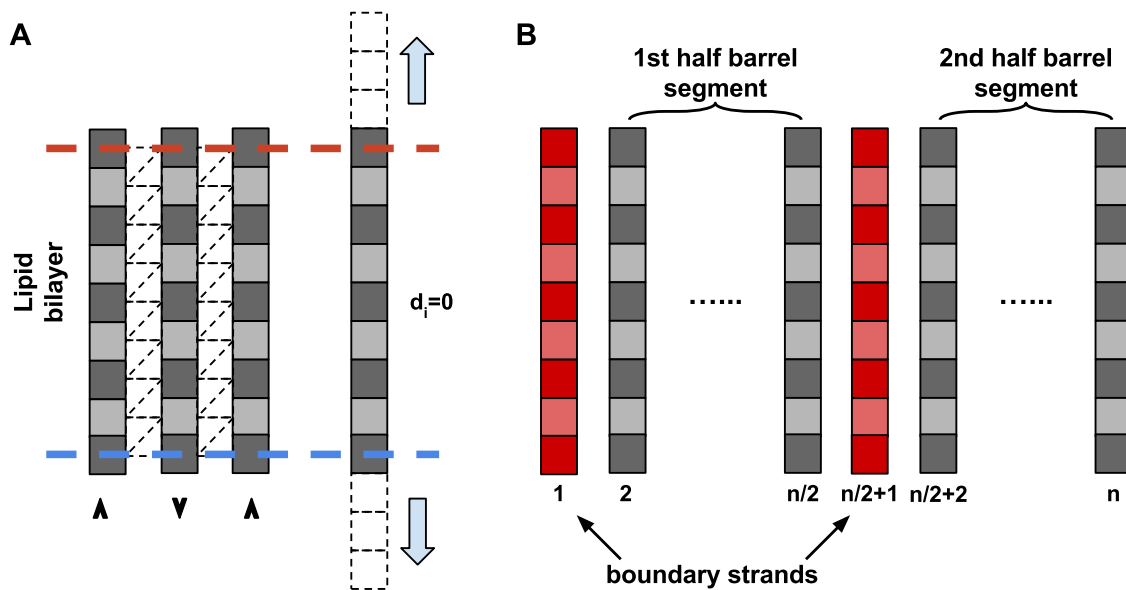 A
Lipid
bilayer
dᵢ=0
B
1st half barrel
segment
2nd half barrel
segment
......
......
1
2
n/2
n/2+1
n/2+2
n
boundary strands